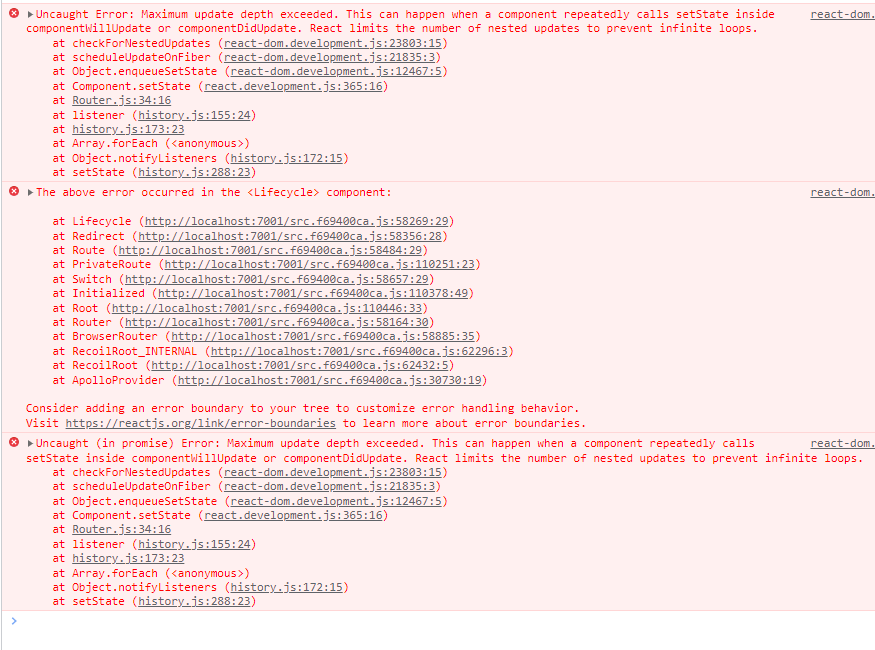 Uncaught Error: Maximum update depth exceeded. This can happen when a component repeatedly calls setState inside react-dom.
componentWillUpdate or componentDidUpdate. React limits the number of nested updates to prevent infinite loops.
at checkForNestedUpdates (react-dom.development.js:23803:15)
at scheduleUpdateOnFiber (react-dom.development.js:21835:3)
at Object.enqueueSetState (react-dom.development.js:12467:5)
at Component.setState (react.development.js:365:16)
at Router.js:34:16
at listener (history.js:155:24)
at history.js:173:23
at Array.forEach (<anonymous>)
at Object.notifyListeners (history.js:172:15)
at setState (history.js:288:23)
The above error occurred in the <Lifecycle> component: react-dom.
at Lifecycle (http://localhost:7001/src.f69400ca.js:58269:29)
at Redirect (http://localhost:7001/src.f69400ca.js:58356:28)
at Route (http://localhost:7001/src.f69400ca.js:58484:29)
at PrivateRoute (http://localhost:7001/src.f69400ca.js:110251:23)
at Switch (http://localhost:7001/src.f69400ca.js:58657:29)
at Initialized (http://localhost:7001/src.f69400ca.js:110378:49)
at Root (http://localhost:7001/src.f69400ca.js:110446:33)
at Router (http://localhost:7001/src.f69400ca.js:58164:30)
at BrowserRouter (http://localhost:7001/src.f69400ca.js:58885:35)
at RecoilRoot_INTERNAL (http://localhost:7001/src.f69400ca.js:62296:3)
at RecoilRoot (http://localhost:7001/src.f69400ca.js:62432:5)
at ApolloProvider (http://localhost:7001/src.f69400ca.js:30730:19)
Consider adding an error boundary to your tree to customize error handling behavior.
Visit https://reactjs.org/link/error-boundaries to learn more about error boundaries.
Uncaught (in promise) Error: Maximum update depth exceeded. This can happen when a component repeatedly calls react-dom.
setState inside componentWillUpdate or componentDidUpdate. React limits the number of nested updates to prevent infinite loops.
at checkForNestedUpdates (react-dom.development.js:23803:15)
at scheduleUpdateOnFiber (react-dom.development.js:21835:3)
at Object.enqueueSetState (react-dom.development.js:12467:5)
at Component.setState (react.development.js:365:16)
at Router.js:34:16
at listener (history.js:155:24)
at history.js:173:23
at Array.forEach (<anonymous>)
at Object.notifyListeners (history.js:172:15)
at setState (history.js:288:23)